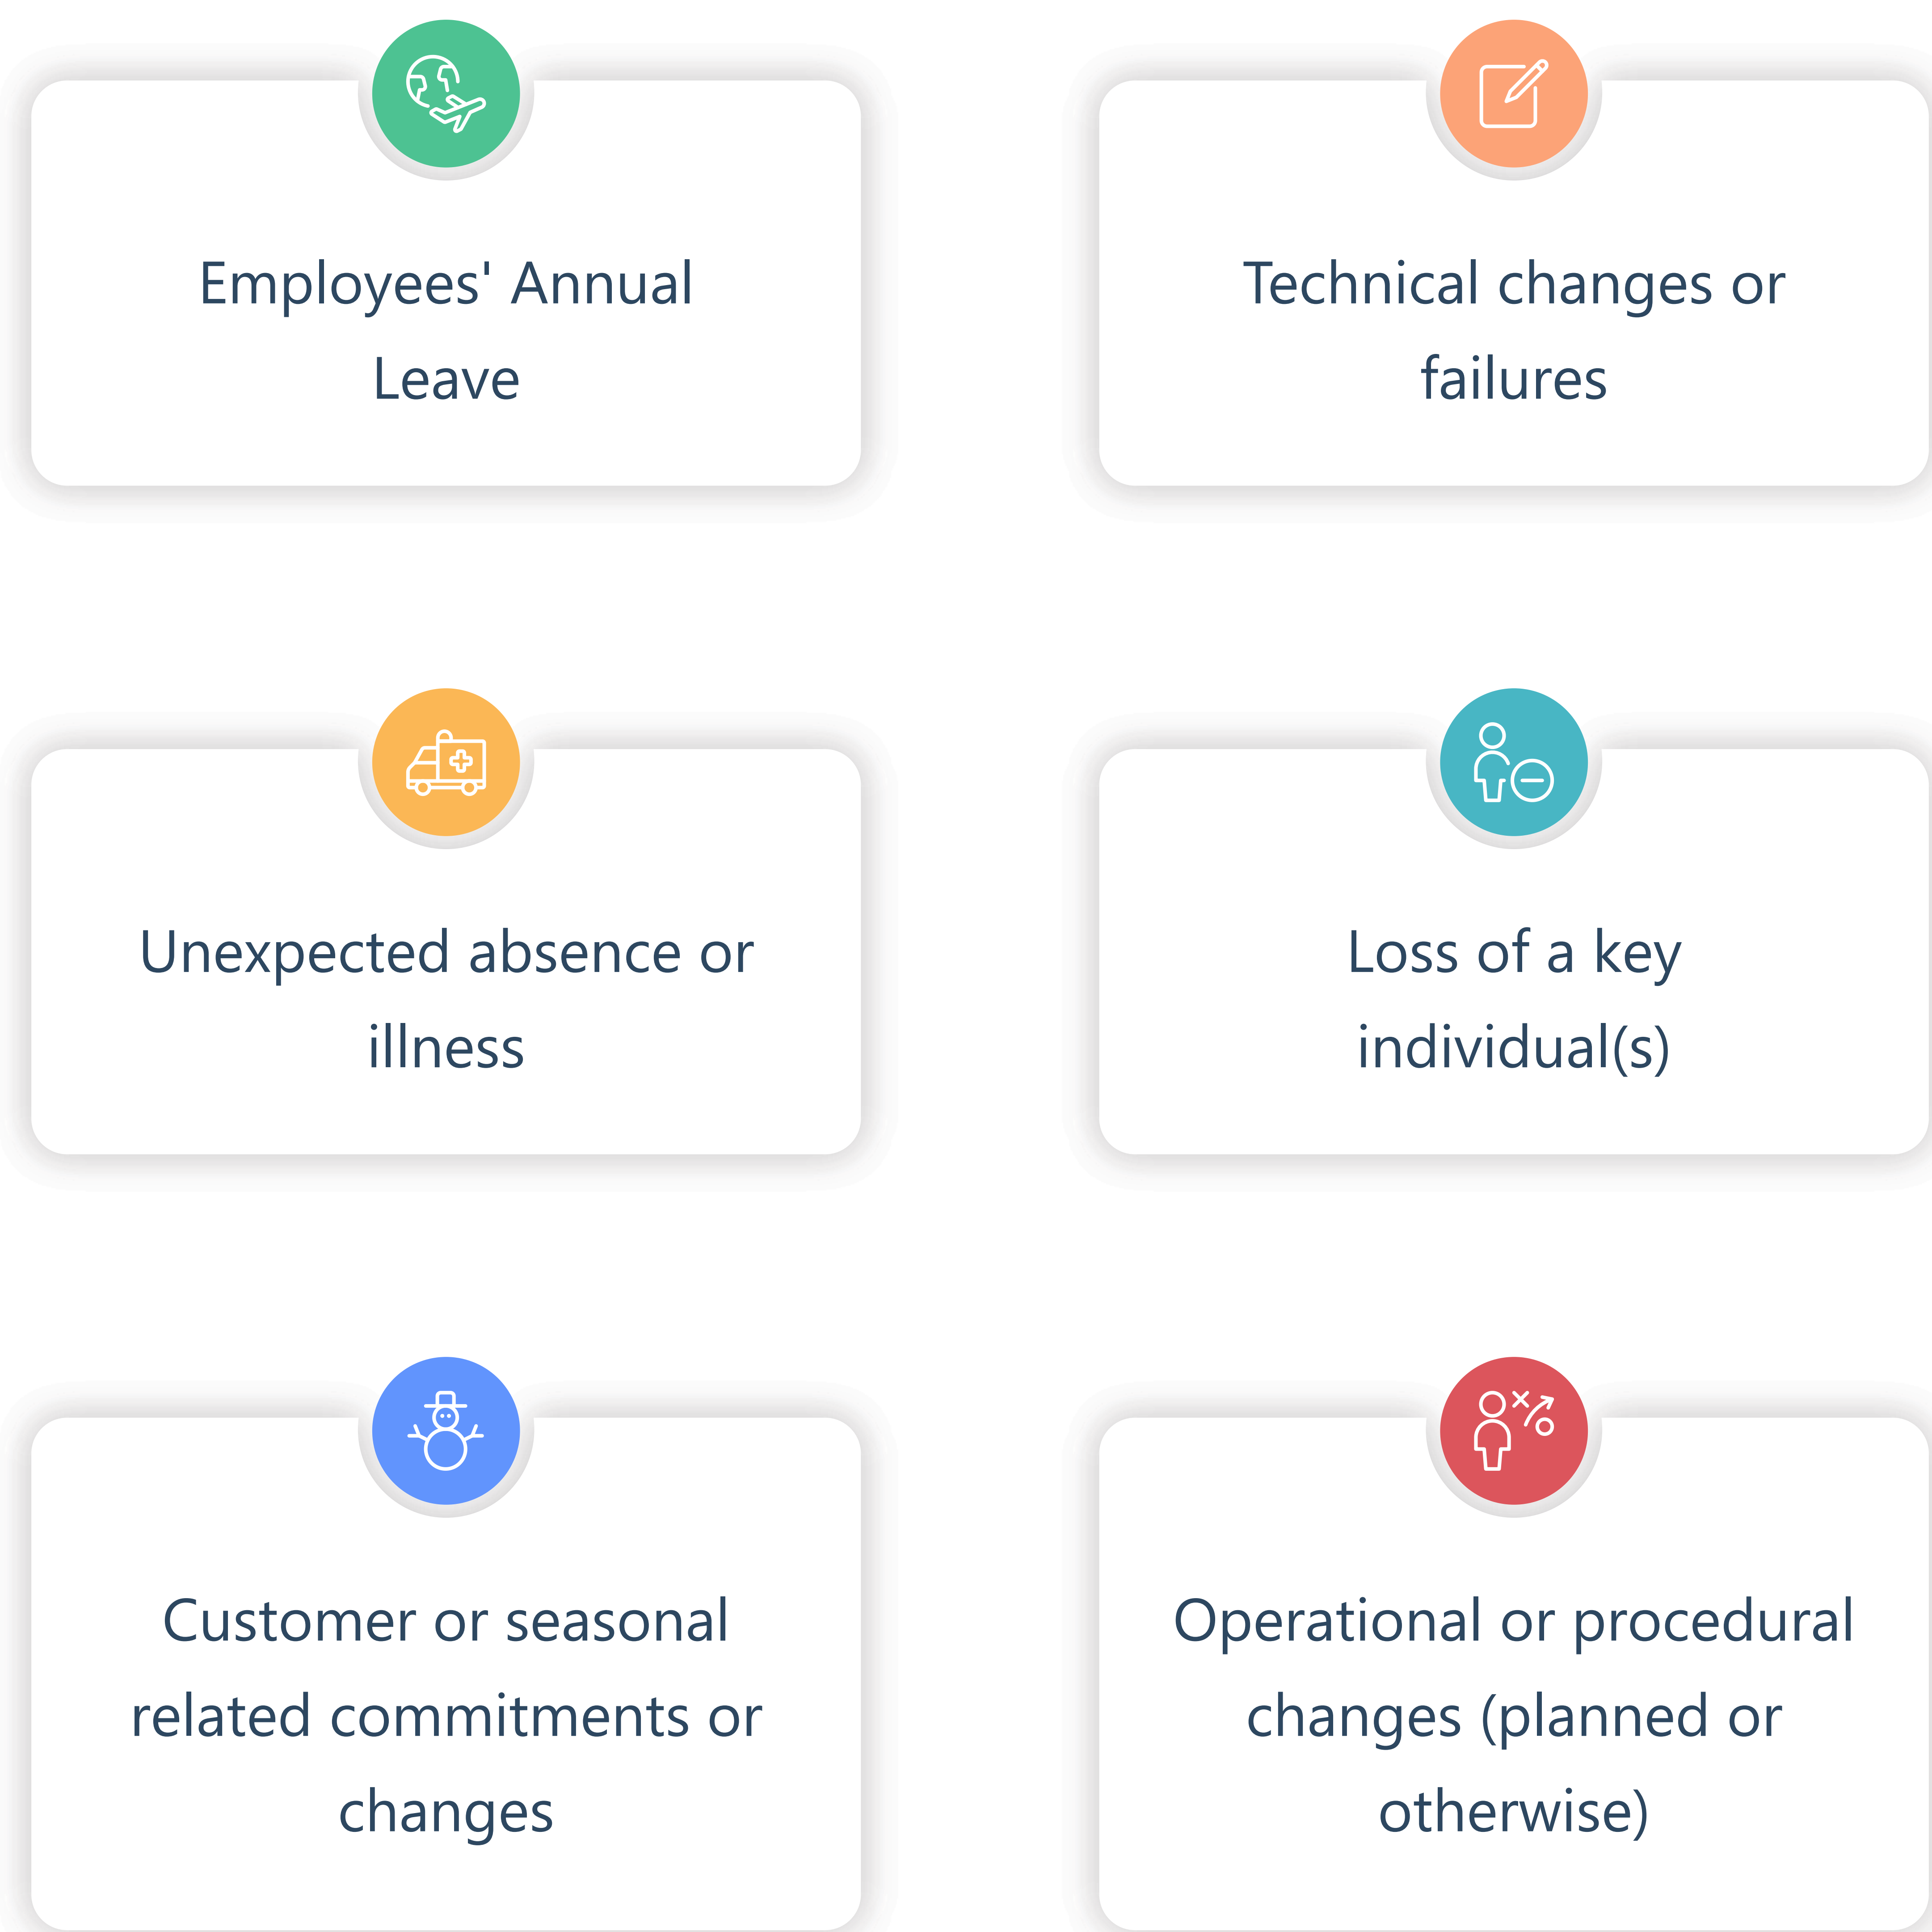 Employees' Annual
Leave
Technical changes or
failures
Unexpected absence or
illness
Loss of a key
individual(s)
Customer or seasonal
related commitments or
changes
Operational or procedural
changes (planned or
otherwise)